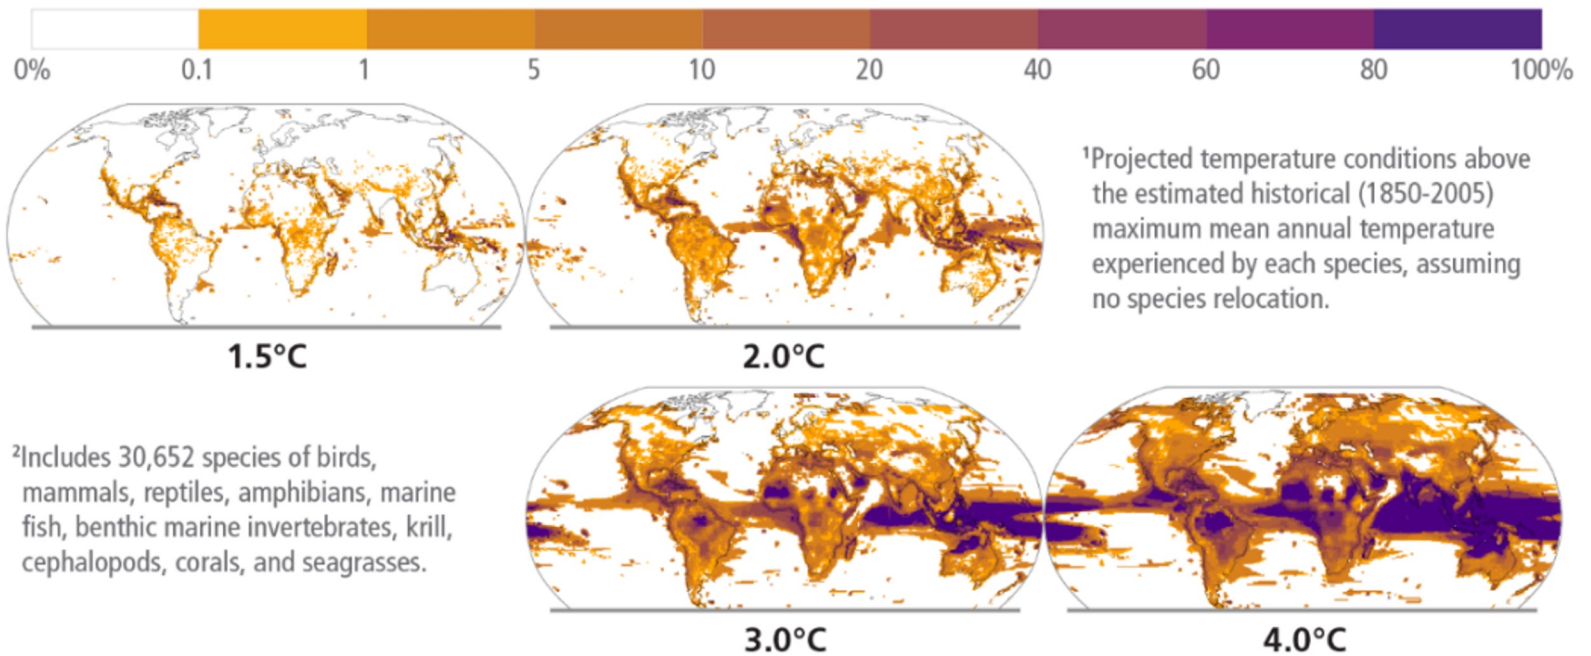 0% 0.1 1 5 10 20 40 60 80 100%
¹Projected temperature conditions above
the estimated historical (1850-2005)
maximum mean annual temperature
experienced by each species, assuming
no species relocation.
1.5°C 2.0°C
²Includes 30,652 species of birds,
mammals, reptiles, amphibians, marine
fish, benthic marine invertebrates, krill,
cephalopods, corals, and seagrasses.
3.0°C 4.0°C